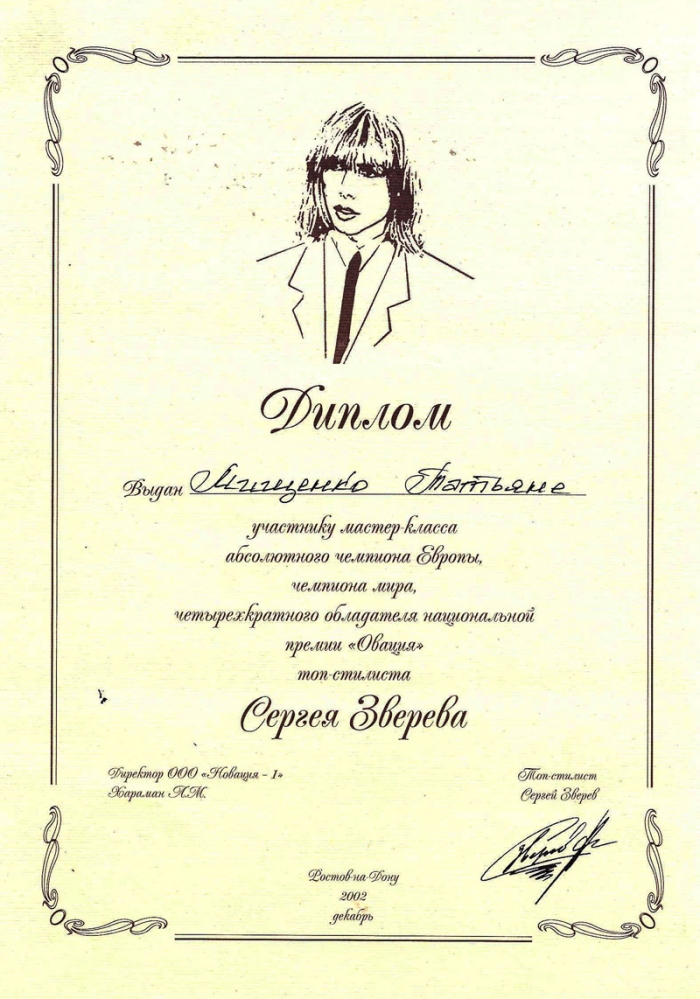 Диплом
Выдан Мищенко Татьяне
участнику мастер-класса
абсолютного чемпиона Европы,
чемпиона мира,
четырехкратного обладателя национальной
премии «Овация»
топ-стилиста
Сергея Зверева
Директор ООО «Новация – 1»
Хараман Л.М.
Топ-стилист
Сергей Зверев
Ростов-на-Дону
2002
декабрь